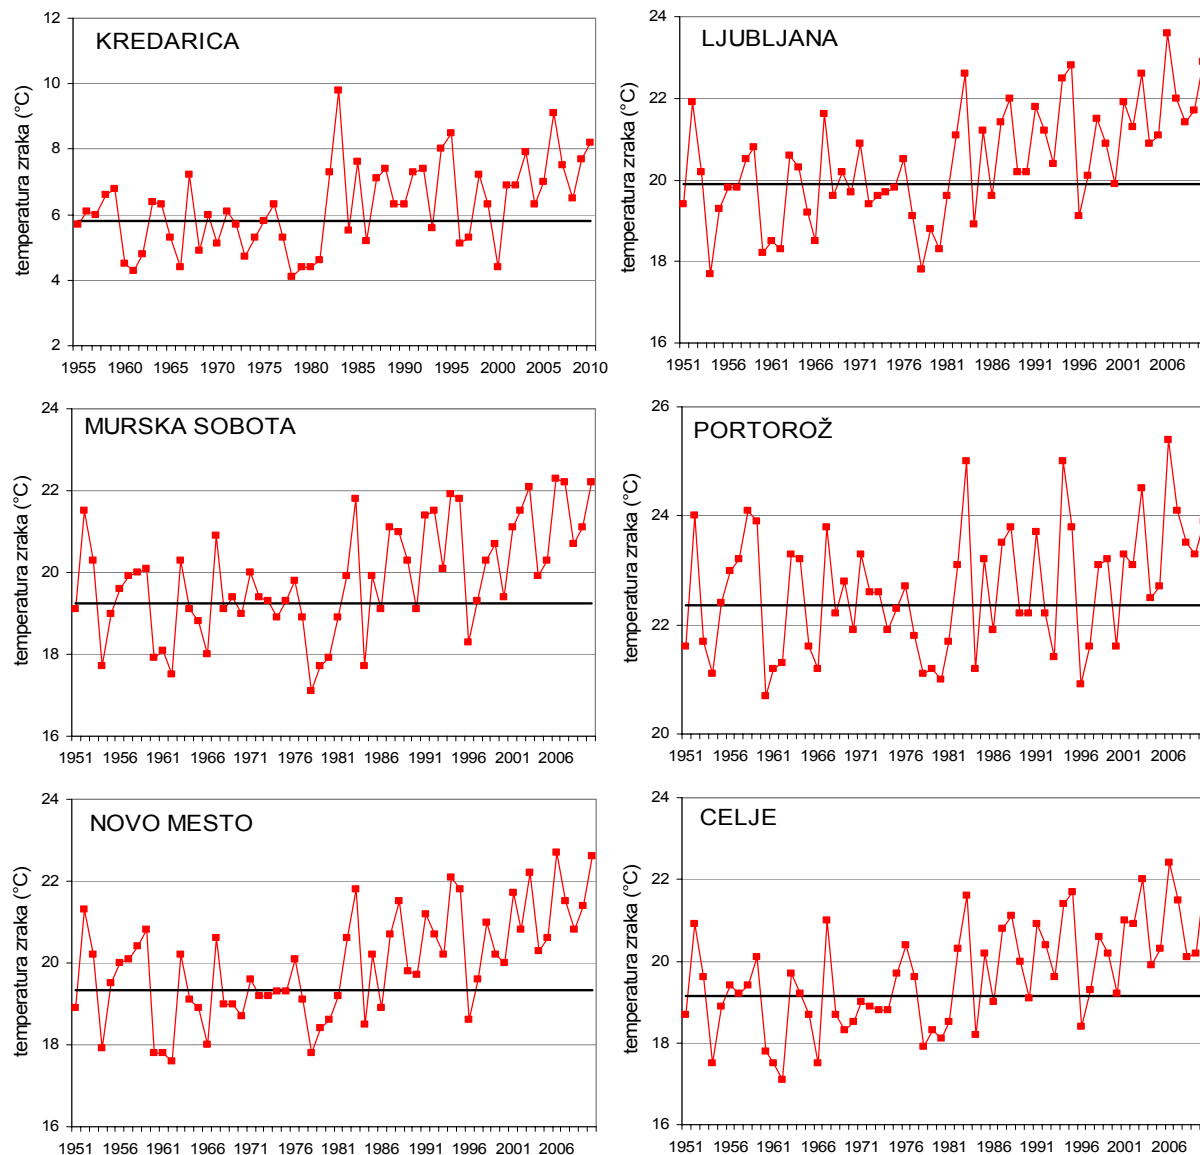 KREDARICA
temperatura zraka (°C)
12
10
8
6
4
2
1955 1960 1965 1970 1975 1980 1985 1990 1995 2000 2005 2010
LJUBLJANA
temperatura zraka (°C)
24
22
20
18
16
1951 1956 1961 1966 1971 1976 1981 1986 1991 1996 2001 2006
MURSKA SOBOTA
temperatura zraka (°C)
24
22
20
18
16
1951 1956 1961 1966 1971 1976 1981 1986 1991 1996 2001 2006
PORTOROŽ
temperatura zraka (°C)
26
24
22
20
1951 1956 1961 1966 1971 1976 1981 1986 1991 1996 2001 2006
NOVO MESTO
temperatura zraka (°C)
24
22
20
18
16
1951 1956 1961 1966 1971 1976 1981 1986 1991 1996 2001 2006
CELJE
temperatura zraka (°C)
24
22
20
18
16
1951 1956 1961 1966 1971 1976 1981 1986 1991 1996 2001 2006